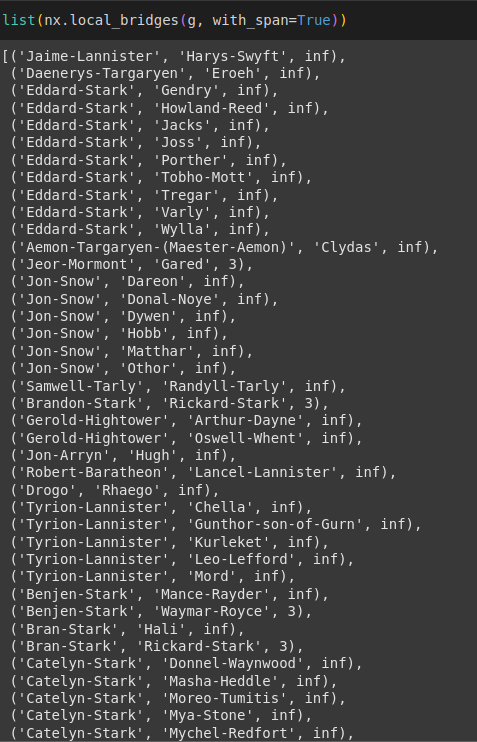 list(nx.local_bridges(g, with_span=True))
[('Jaime-Lannister', 'Harys-Swyft', inf),
('Daenerys-Targaryen', 'Eroeh', inf),
('Eddard-Stark', 'Gendry', inf),
('Eddard-Stark', 'Howland-Reed', inf),
('Eddard-Stark', 'Jacks', inf),
('Eddard-Stark', 'Joss', inf),
('Eddard-Stark', 'Porther', inf),
('Eddard-Stark', 'Tobho-Mott', inf),
('Eddard-Stark', 'Tregar', inf),
('Eddard-Stark', 'Varly', inf),
('Eddard-Stark', 'Wylla', inf),
('Aemon-Targaryen-(Maester-Aemon)', 'Clydas', inf),
('Jeor-Mormont', 'Gared', 3),
('Jon-Snow', 'Dareon', inf),
('Jon-Snow', 'Donal-Noye', inf),
('Jon-Snow', 'Dywen', inf),
('Jon-Snow', 'Hobb', inf),
('Jon-Snow', 'Matthar', inf),
('Jon-Snow', 'Othor', inf),
('Samwell-Tarly', 'Randyll-Tarly', inf),
('Brandon-Stark', 'Rickard-Stark', 3),
('Gerold-Hightower', 'Arthur-Dayne', inf),
('Gerold-Hightower', 'Oswell-Whent', inf),
('Jon-Arryn', 'Hugh', inf),
('Robert-Baratheon', 'Lancel-Lannister', inf),
('Drogo', 'Rhaego', inf),
('Tyrion-Lannister', 'Chella', inf),
('Tyrion-Lannister', 'Gunthor-son-of-Gurn', inf),
('Tyrion-Lannister', 'Kurleket', inf),
('Tyrion-Lannister', 'Leo-Lefford', inf),
('Tyrion-Lannister', 'Mord', inf),
('Benjen-Stark', 'Mance-Rayder', inf),
('Benjen-Stark', 'Waymar-Royce', 3),
('Bran-Stark', 'Hali', inf),
('Bran-Stark', 'Rickard-Stark', 3),
('Catelyn-Stark', 'Donnel-Waynwood', inf),
('Catelyn-Stark', 'Masha-Heddle', inf),
('Catelyn-Stark', 'Moreo-Tumitis', inf),
('Catelyn-Stark', 'Mya-Stone', inf),
('Catelyn-Stark', 'Mychel-Redfort', inf),